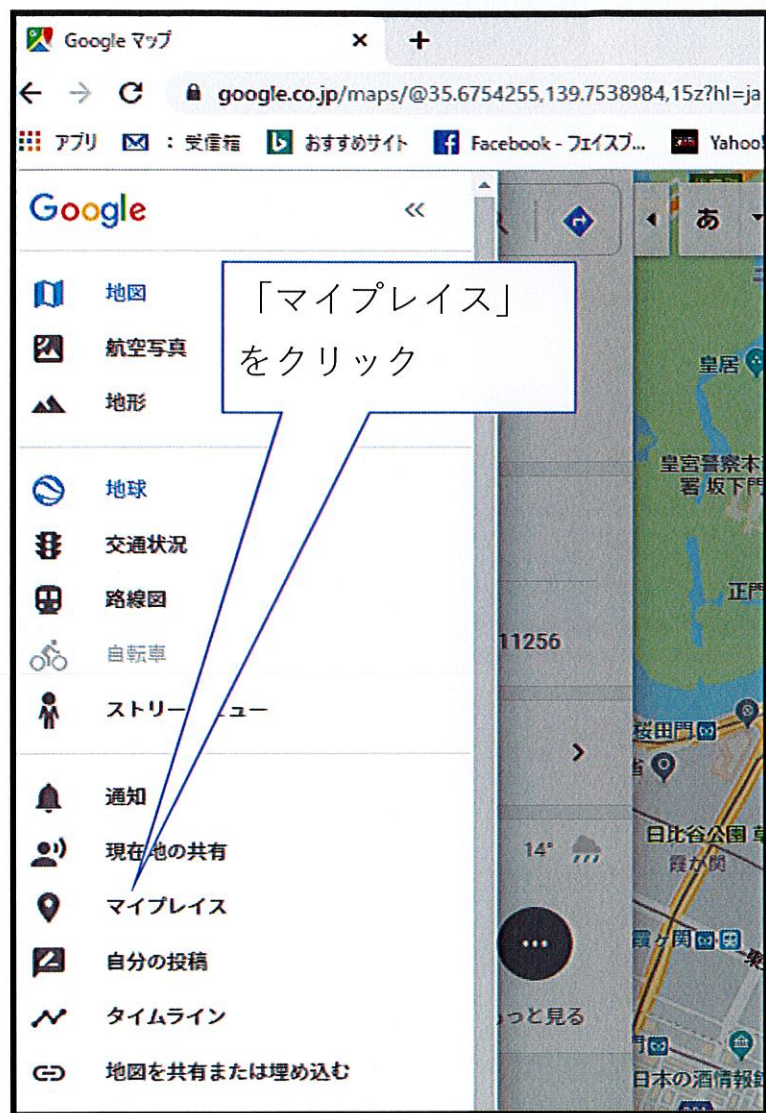 Google マップ
google.co.jp/maps/@35.6754255,139.7538984,15z?hl=ja
アプリ
：受信箱
おすすめサイト
Facebook - フェイスブ...
Yahoo!
Google
あ
地図
航空写真
地形
「マイプレイス」
をクリック
皇居
地球
交通状況
路線図
自転車
皇宮警察本
署 坂下門
正門
11256
桜田門
通知
現在地の共有
マイプレイス
自分の投稿
タイムライン
地図を共有または埋め込む
14°
日比谷公園
霞が関
霞ケ関
っと見る
日本の酒情報館